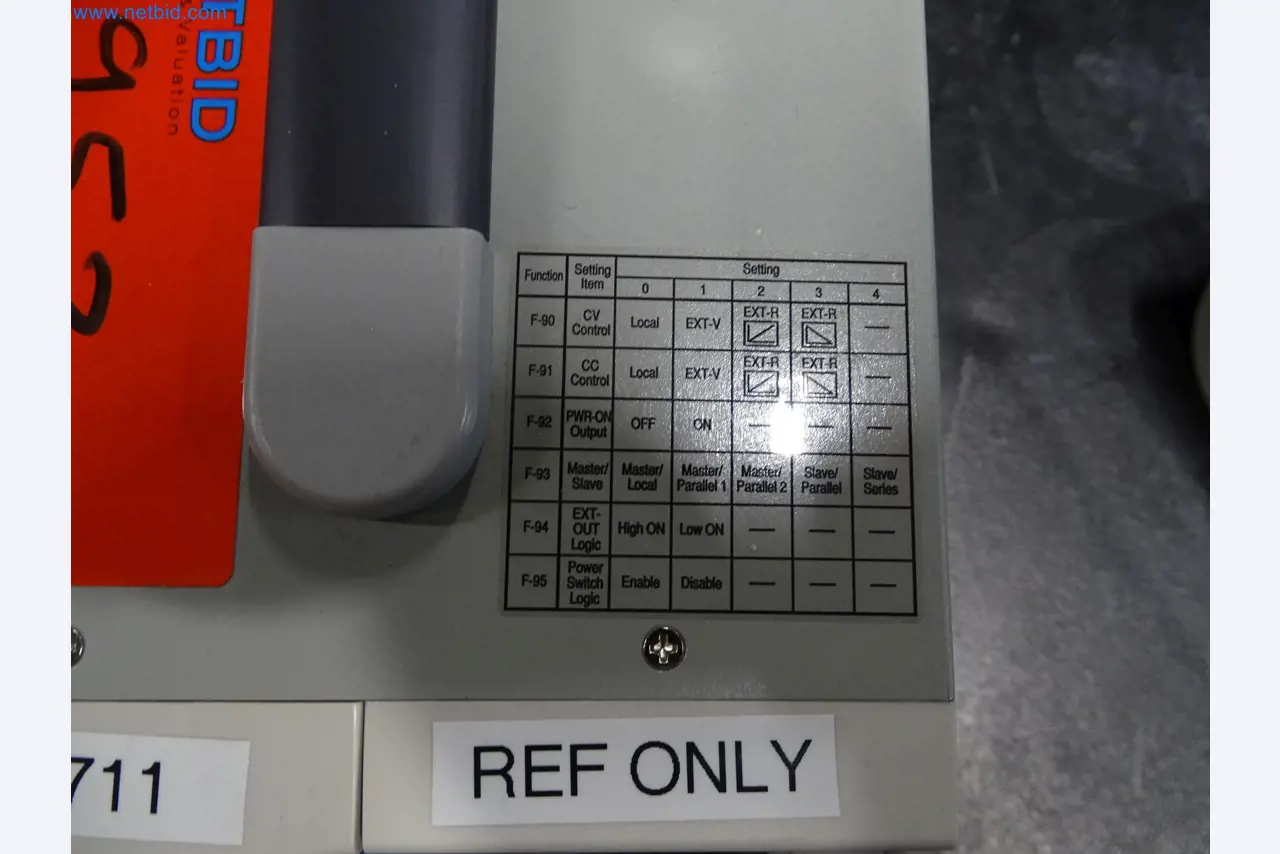 www.netbid.com
TBID
& Valuation
952
Function Setting Item Setting
0 1 2 3 4
F-90 CV Control Local EXT-V EXT-R EXT-R —
F-91 CC Control Local EXT-V EXT-R EXT-R —
F-92 PWR-ON Output OFF ON — — —
F-93 Master/ Slave Master/ Local Master/ Parallel 1 Master/ Parallel 2 Slave/ Parallel Slave/ Series
F-94 EXT- OUT Logic High ON Low ON — — —
F-95 Power Switch Logic Enable Disable — — —
711
REF ONLY